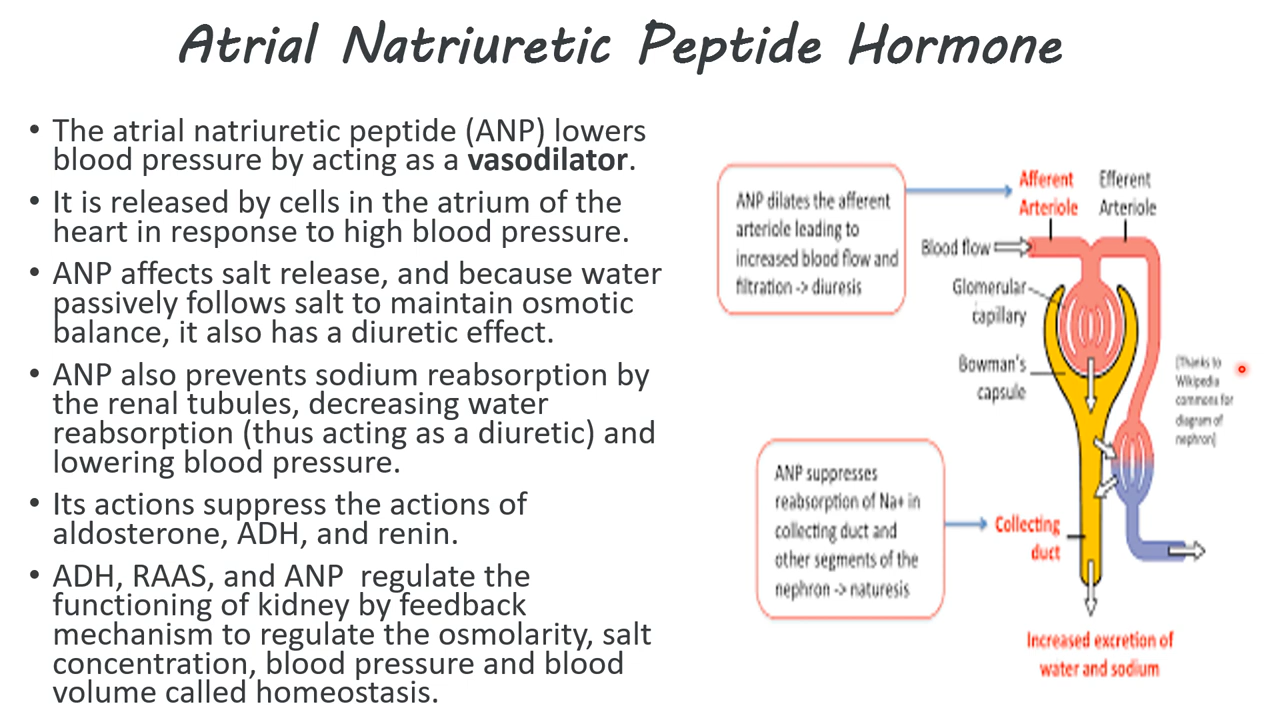 Atrial Natriuretic Peptide Hormone
• The atrial natriuretic peptide (ANP) lowers
blood pressure by acting as a vasodilator.
• It is released by cells in the atrium of the
heart in response to high blood pressure.
• ANP affects salt release, and because water
passively follows salt to maintain osmotic
balance, it also has a diuretic effect.
• ANP also prevents sodium reabsorption by
the renal tubules, decreasing water
reabsorption (thus acting as a diuretic) and
lowering blood pressure.
• Its actions suppress the actions of
aldosterone, ADH, and renin.
• ADH, RAAS, and ANP  regulate the
functioning of kidney by feedback
mechanism to regulate the osmolarity, salt
concentration, blood pressure and blood
volume called homeostasis.
ANP dilates the afferent
arteriole leading to
increased blood flow and
filtration -> diuresis
Afferent
Arteriole
Efferent
Arteriole
Blood flow
Glomerular
capillary
Bowman's
capsule
[Thanks to
Wikipedia
commons for
diagram of
nephron]
ANP suppresses
reabsorption of Na+ in
collecting duct and
other segments of the
nephron -> naturesis
Collecting
duct
Increased excretion of
water and sodium